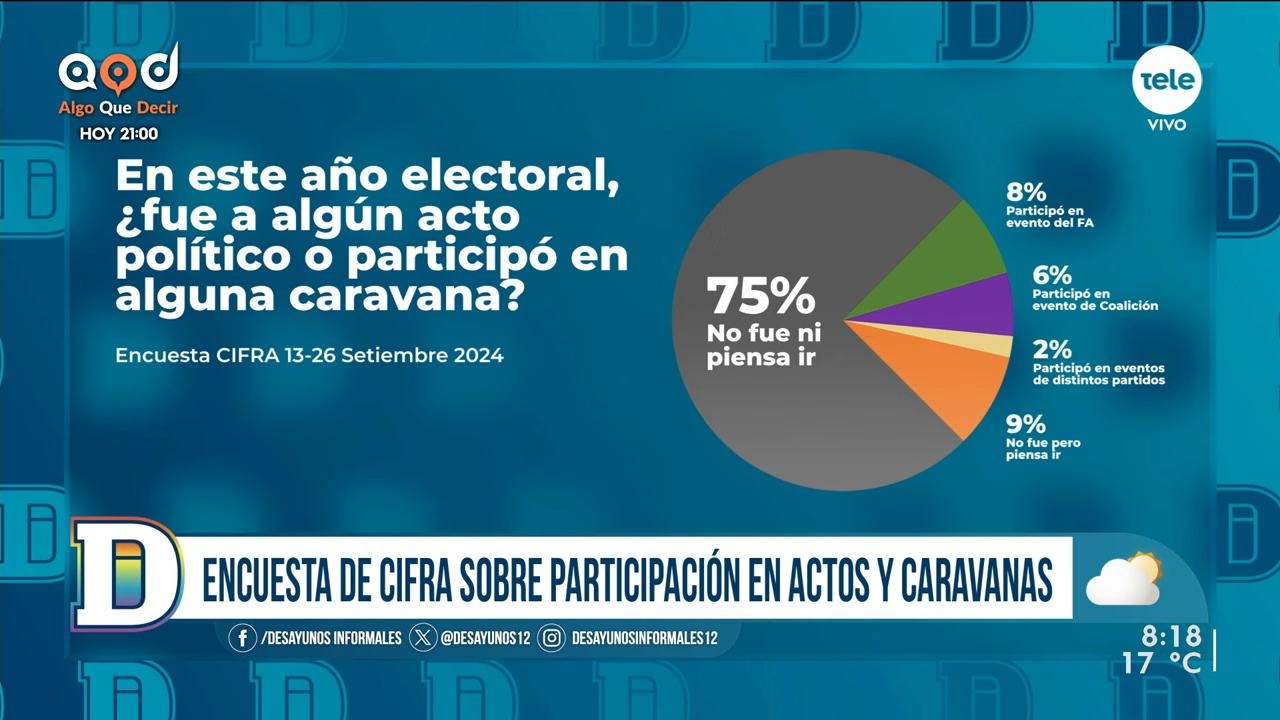 aqd
Algo Que Decir
HOY 21:00
tele
VIVO
En este año electoral,
¿fue a algún acto
político o participó en
alguna caravana?
Encuesta CIFRA 13-26 Setiembre 2024
75%
No fue ni
piensa ir
8%
Participó en
evento del FA
6%
Participó en
evento de Coalición
2%
Participó en eventos
de distintos partidos
9%
No fue pero
piensa ir
D
ENCUESTA DE CIFRA SOBRE PARTICIPACIÓN EN ACTOS Y CARAVANAS
/DESAYUNOS INFORMALES
@DESAYUNOS12
DESAYUNOSINFORMALES12
8:18
17 °C